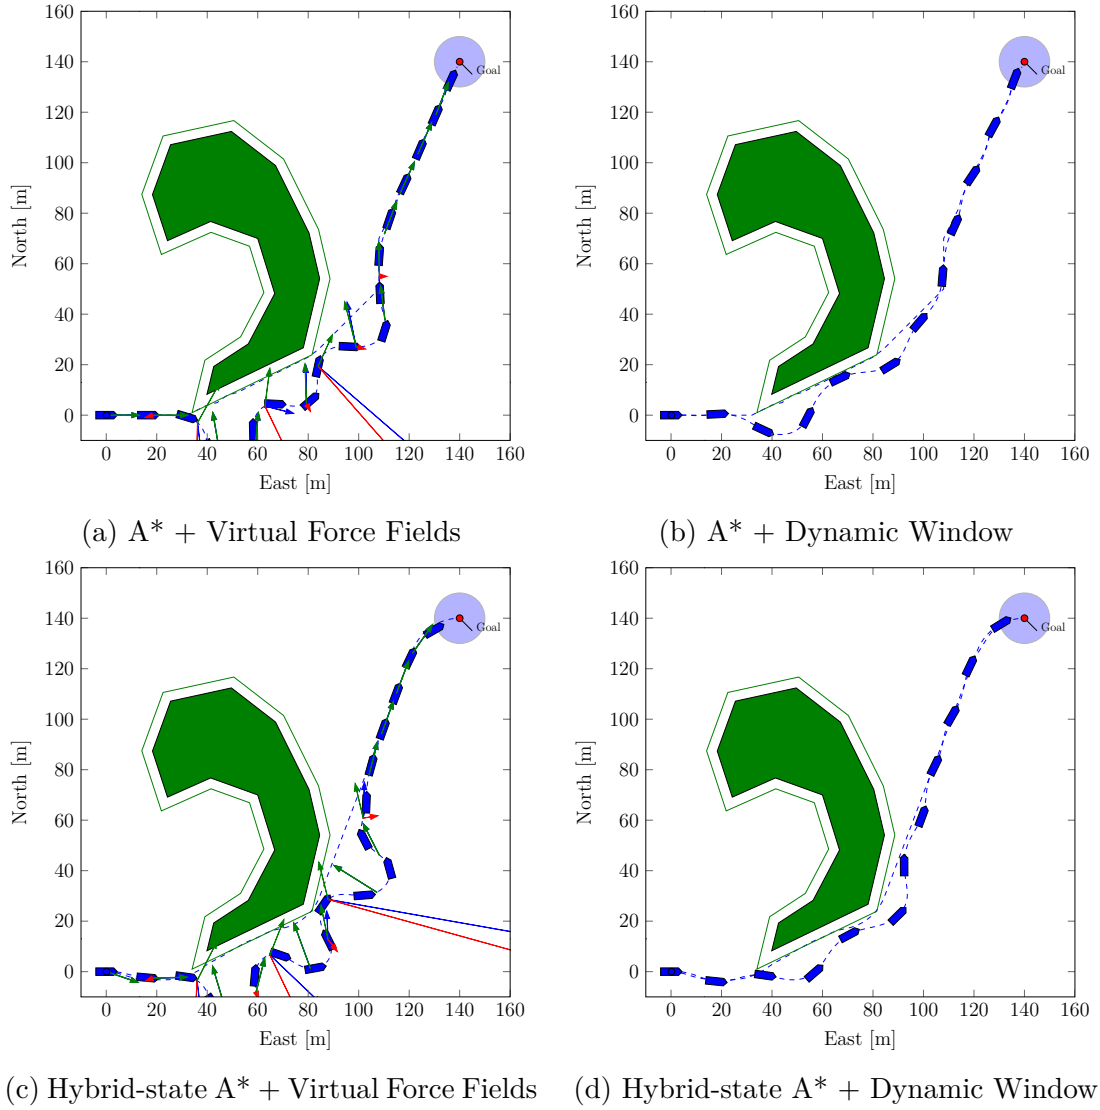 160
140
120
100
80
60
40
20
0
North [m]
0 20 40 60 80 100 120 140 160
East [m]
Goal
(a) A* + Virtual Force Fields
160
140
120
100
80
60
40
20
0
North [m]
0 20 40 60 80 100 120 140 160
East [m]
Goal
(b) A* + Dynamic Window
160
140
120
100
80
60
40
20
0
North [m]
0 20 40 60 80 100 120 140 160
East [m]
Goal
(c) Hybrid-state A* + Virtual Force Fields
160
140
120
100
80
60
40
20
0
North [m]
0 20 40 60 80 100 120 140 160
East [m]
Goal
(d) Hybrid-state A* + Dynamic Window